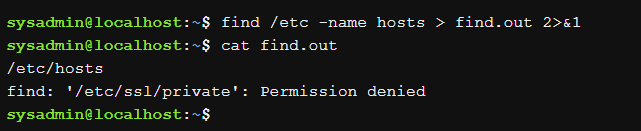 sysadmin@localhost:~$ find /etc -name hosts > find.out 2>&1
sysadmin@localhost:~$ cat find.out
/etc/hosts
find: '/etc/ssl/private': Permission denied
sysadmin@localhost:~$